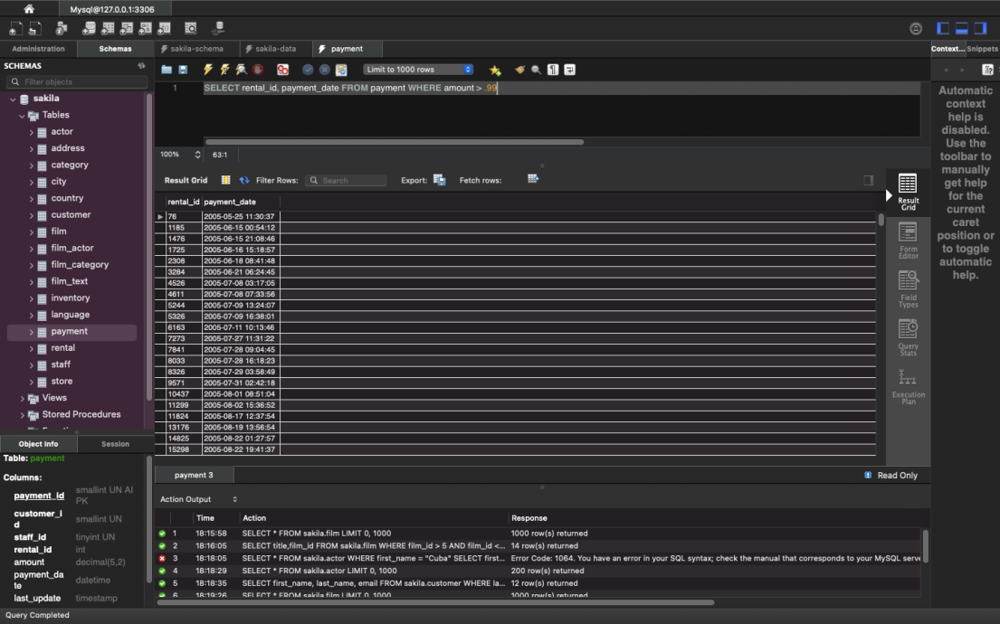 Mysql@127.0.0.1:3306
Administration Schemas sakila-schema sakila-data payment Context... Snippets
SCHEMAS
Filter objects
Limit to 1000 rows
sakila
Tables
actor
address
category
city
country
customer
film
film_actor
film_category
film_text
inventory
language
payment
rental
staff
store
Views
Stored Procedures
Functions
Object Info Session
Table: payment
Columns:
payment_id smallint UN AI
PK
customer_i
d smallint UN
staff_id tinyint UN
rental_id int
amount decimal(5,2)
payment_da
te datetime
last_update timestamp
Query Completed
1 SELECT rental_id, payment_date FROM payment WHERE amount > .99
100% 63:1
Result Grid Filter Rows: Search Export: Fetch rows:
rental_id payment_date
76 2005-05-25 11:30:37
1185 2005-06-15 00:54:12
1476 2005-06-15 21:08:46
1725 2005-06-16 15:18:57
2308 2005-06-18 08:41:48
3284 2005-06-21 06:24:45
4526 2005-07-08 03:17:05
4611 2005-07-08 07:33:56
5244 2005-07-09 13:24:07
5326 2005-07-09 16:38:01
6163 2005-07-11 10:13:46
7273 2005-07-27 11:31:22
7841 2005-07-28 09:04:45
8033 2005-07-28 16:18:23
8326 2005-07-29 03:58:49
9571 2005-07-31 02:42:18
10437 2005-08-01 08:51:04
11299 2005-08-02 15:36:52
11824 2005-08-17 12:37:54
13176 2005-08-19 13:56:54
14825 2005-08-22 01:27:57
15298 2005-08-22 19:41:37
Result
Grid
Form
Editor
Field
Types
Query
Stats
Execution
Plan
payment 3 Read Only
Action Output
Time Action Response
1 18:15:58 SELECT * FROM sakila.film LIMIT 0, 1000 1000 row(s) returned
2 18:16:05 SELECT title,film_id FROM sakila.film WHERE film_id > 5 AND film_id <... 14 row(s) returned
3 18:18:05 SELECT * FROM sakila.actor WHERE first_name = "Cuba" SELECT first... Error Code: 1064. You have an error in your SQL syntax; check the manual that corresponds to your MySQL serve
4 18:18:29 SELECT * FROM sakila.actor LIMIT 0, 1000 200 row(s) returned
5 18:18:35 SELECT first_name, last_name, email FROM sakila.customer WHERE la... 12 row(s) returned
6 18:19:26 SELECT * FROM sakila.film LIMIT 0, 1000 1000 row(s) returned
Automatic
context
help is
disabled.
Use the
toolbar to
manually
get help
for the
current
caret
position or
to toggle
automatic
help.